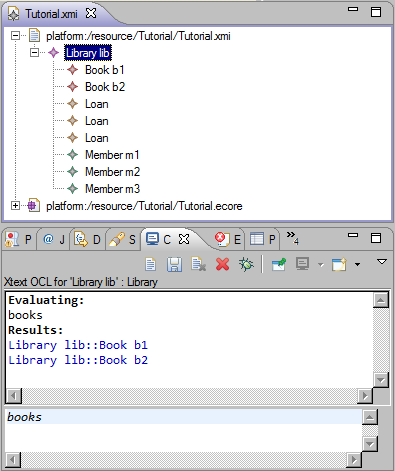 Tutorial.xmi
platform:/resource/Tutorial/Tutorial.xmi
Library lib
Book b1
Book b2
Loan
Loan
Loan
Member m1
Member m2
Member m3
platform:/resource/Tutorial/Tutorial.ecore
P @ J D S C E P »4
Xtext OCL for 'Library lib' : Library
Evaluating:
books
Results:
Library lib::Book b1
Library lib::Book b2
books